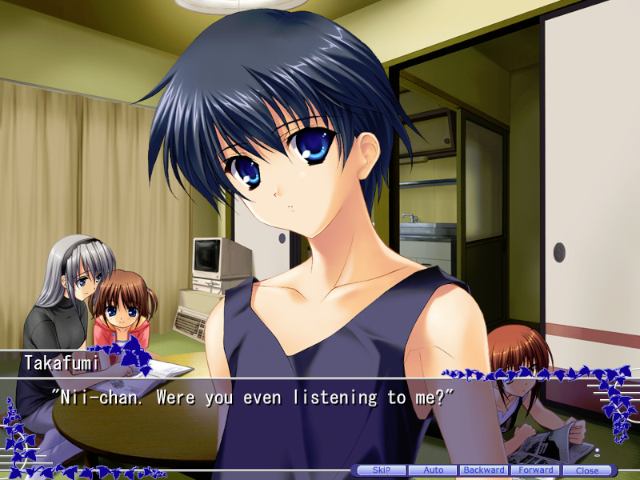 Takafumi
"Nii-chan. Were you even listening to me?"
Skip Auto Backward Forward Close